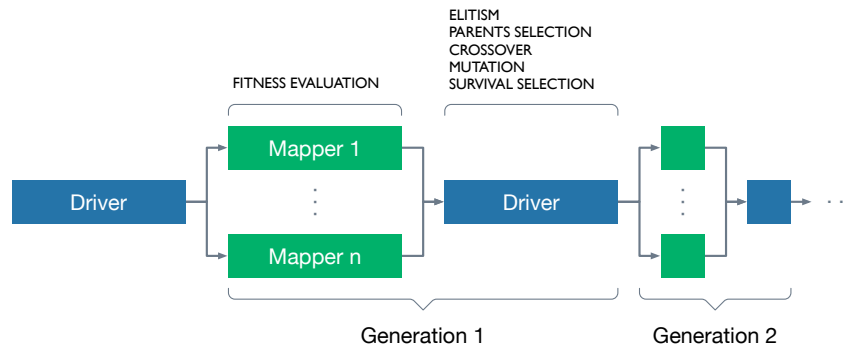 ELITISM
PARENTS SELECTION
CROSSOVER
MUTATION
SURVIVAL SELECTION
FITNESS EVALUATION
Mapper 1
Driver
Driver
Mapper n
Generation 1
Generation 2